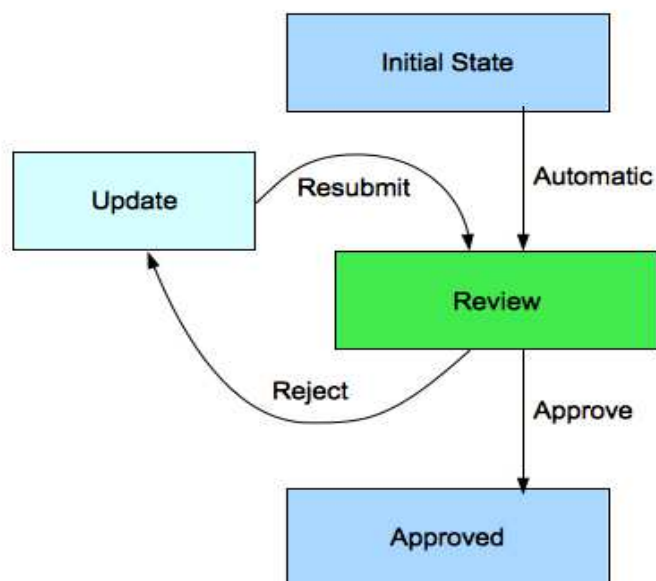 Initial State
Automatic
Update
Resubmit
Review
Reject
Approve
Approved